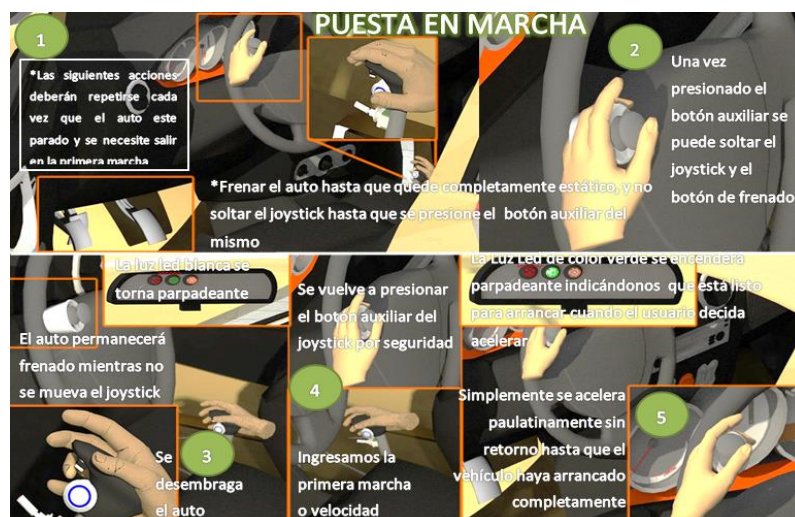 PUESTA EN MARCHA
1
*Las siguientes acciones
deberán repetirse cada
vez que el auto este
parado y se necesite salir
en la primera marcha
*Frenar el auto hasta que quede completamente estático, y no
soltar el joystick hasta que se presione el botón auxiliar del
mismo
2
Una vez
presionado el
botón auxiliar se
puede soltar el
joystick y el
botón de frenado
La luz led blanca se
torna parpadeante
El auto permanecerá
frenado mientras no
se mueva el joystick
3
Se
desembraga
el auto
Se vuelve a presionar
el botón auxiliar del
joystick por seguridad
4
Ingresamos la
primera marcha
o velocidad
La Luz Led de color verde se encenderá
parpadeante indicándonos que está listo
para arrancar cuando el usuario decida
acelerar
Simplemente se acelera
paulatinamente sin
retorno hasta que el
vehículo haya arrancado
completamente
5